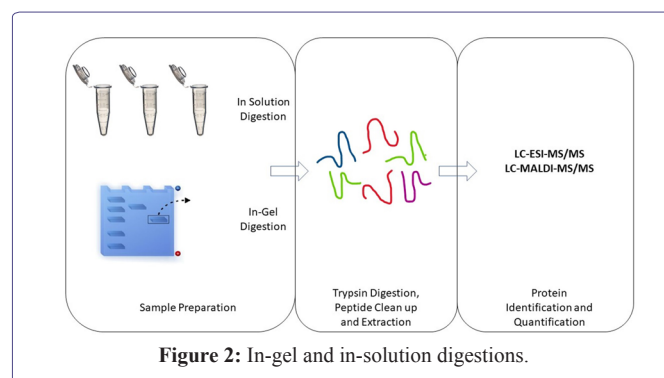 In Solution
Digestion
In-Gel
Digestion
Sample Preparation
Trypsin Digestion,
Peptide Clean up
and Extraction
LC-ESI-MS/MS
LC-MALDI-MS/MS
Protein
Identification and
Quantification
Figure 2: In-gel and in-solution digestions.